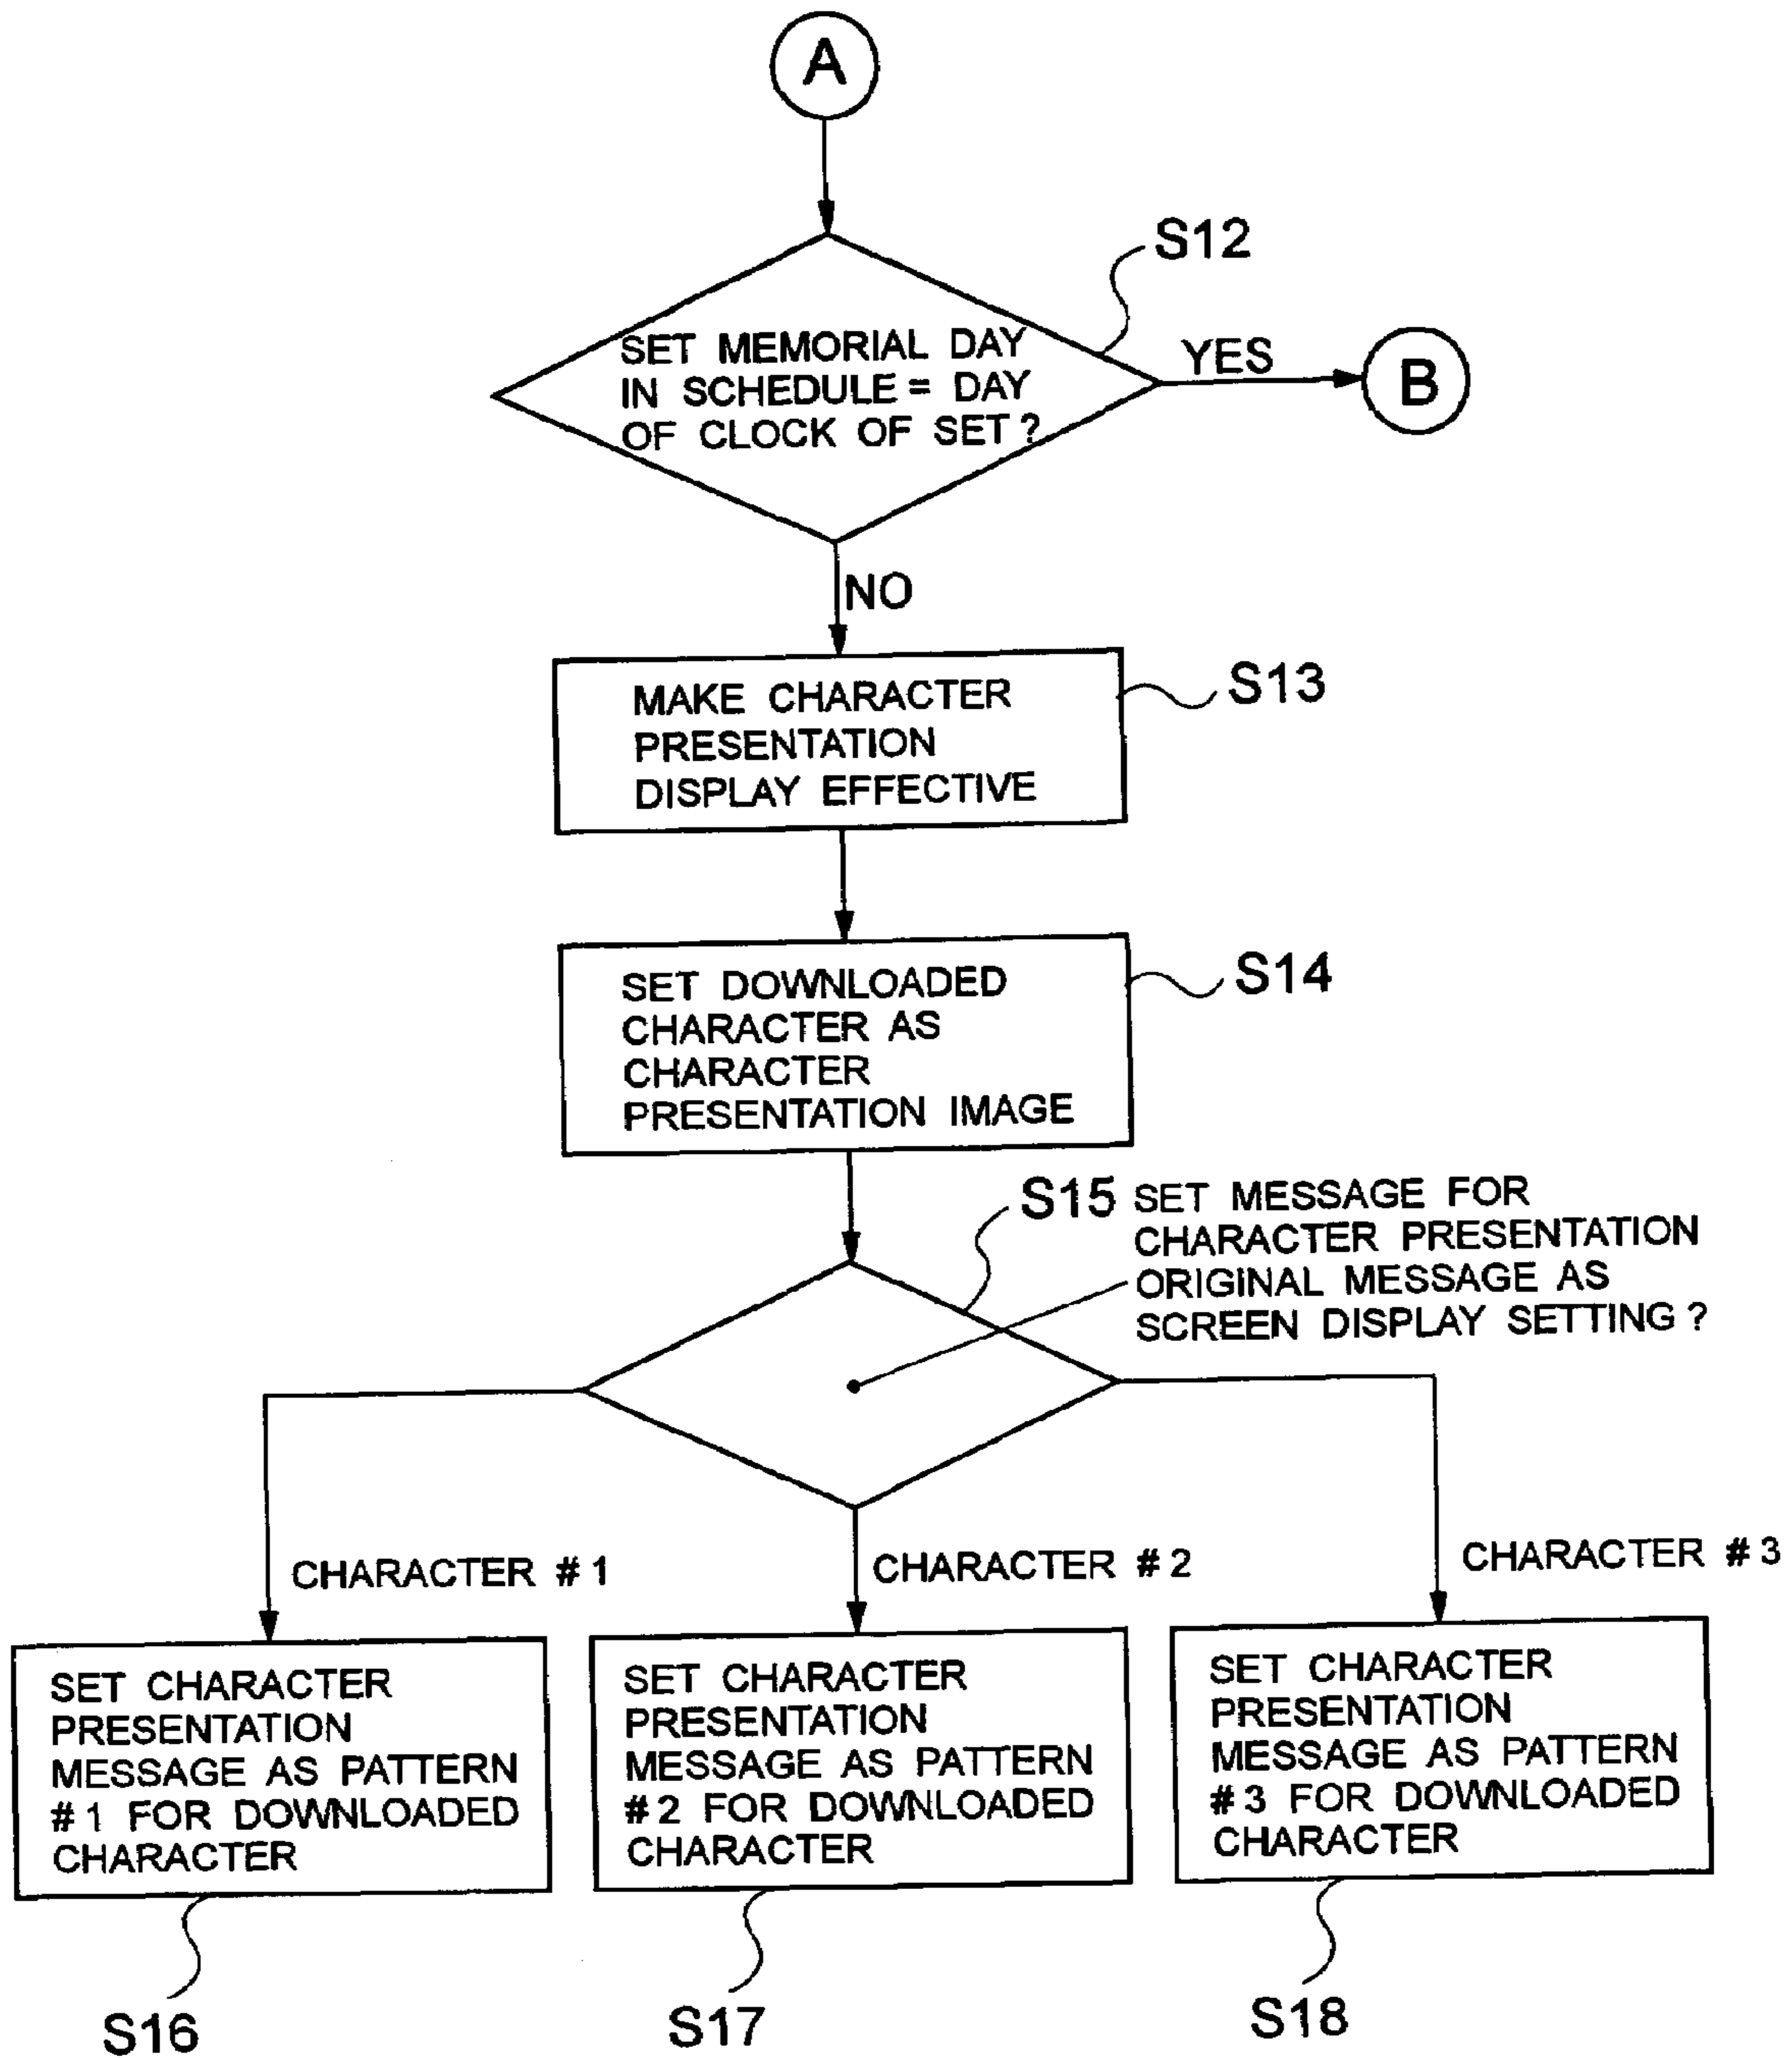 A
S12
SET MEMORIAL DAY
IN SCHEDULE = DAY
OF CLOCK OF SET ?
YES
B
NO
MAKE CHARACTER
PRESENTATION
DISPLAY EFFECTIVE
S13
SET DOWNLOADED
CHARACTER AS
CHARACTER
PRESENTATION IMAGE
S14
S15
SET MESSAGE FOR
CHARACTER PRESENTATION
ORIGINAL MESSAGE AS
SCREEN DISPLAY SETTING ?
CHARACTER # 1
CHARACTER # 2
CHARACTER # 3
SET CHARACTER
PRESENTATION
MESSAGE AS PATTERN
# 1 FOR DOWNLOADED
CHARACTER
SET CHARACTER
PRESENTATION
MESSAGE AS PATTERN
# 2 FOR DOWNLOADED
CHARACTER
SET CHARACTER
PRESENTATION
MESSAGE AS PATTERN
# 3 FOR DOWNLOADED
CHARACTER
S16
S17
S18